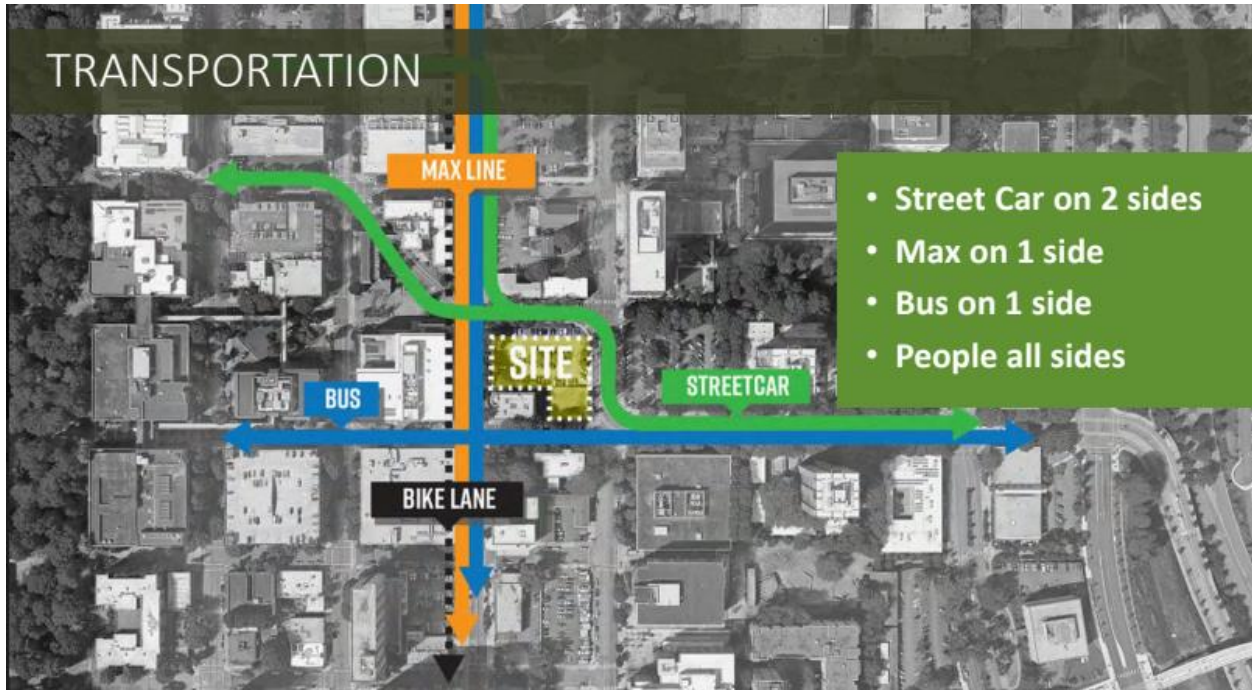 TRANSPORTATION
MAX LINE
• Street Car on 2 sides
• Max on 1 side
• Bus on 1 side
• People all sides
SITE
STREETCAR
BUS
BIKE LANE